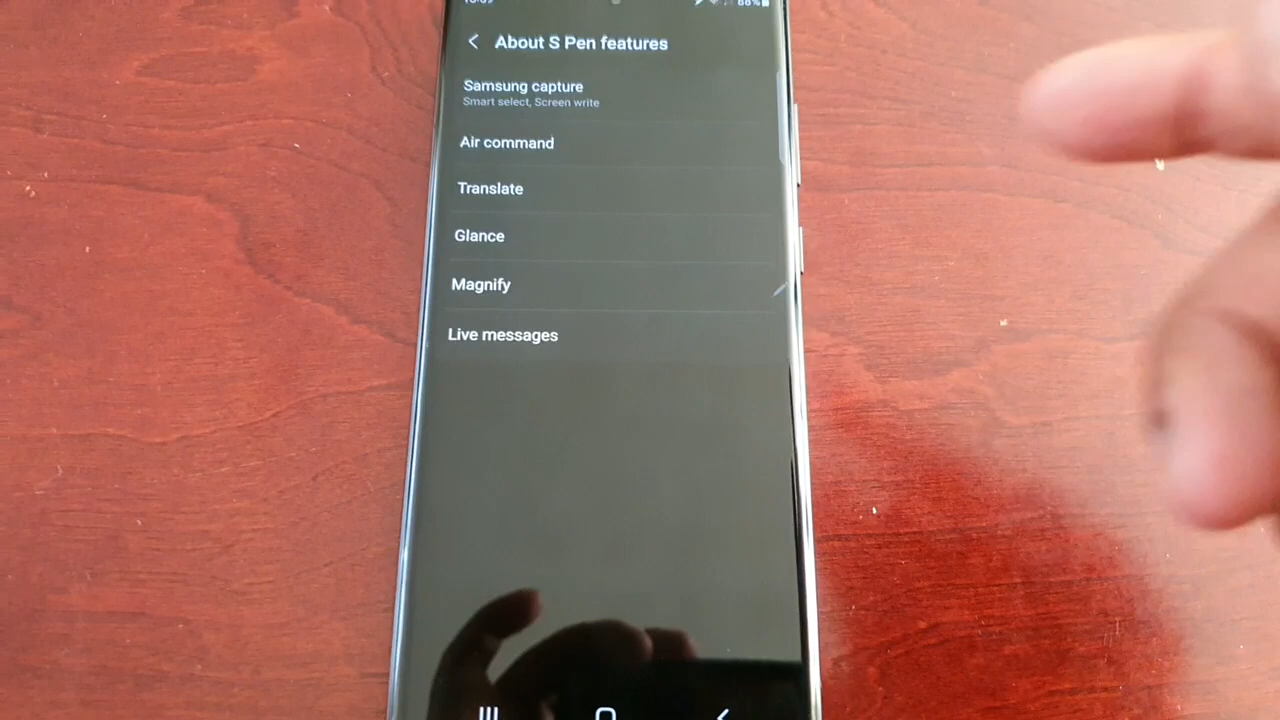 About S Pen features
Samsung capture
Smart select, Screen write
Air command
Translate
Glance
Magnify
Live messages